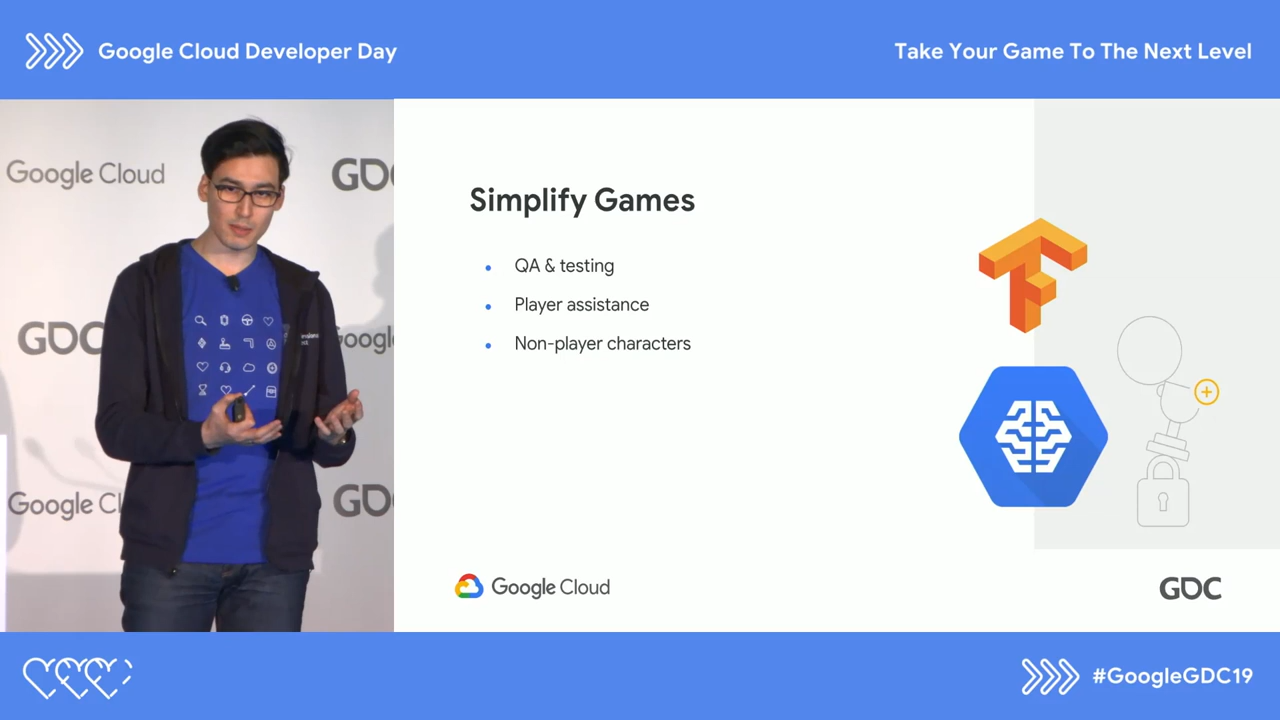 Google Cloud Developer Day
Take Your Game To The Next Level
Google Cloud
GDC
GDC
Google
Google Cl
GDC
Simplify Games
• QA & testing
• Player assistance
• Non-player characters
Google Cloud
GDC
#GoogleGDC19